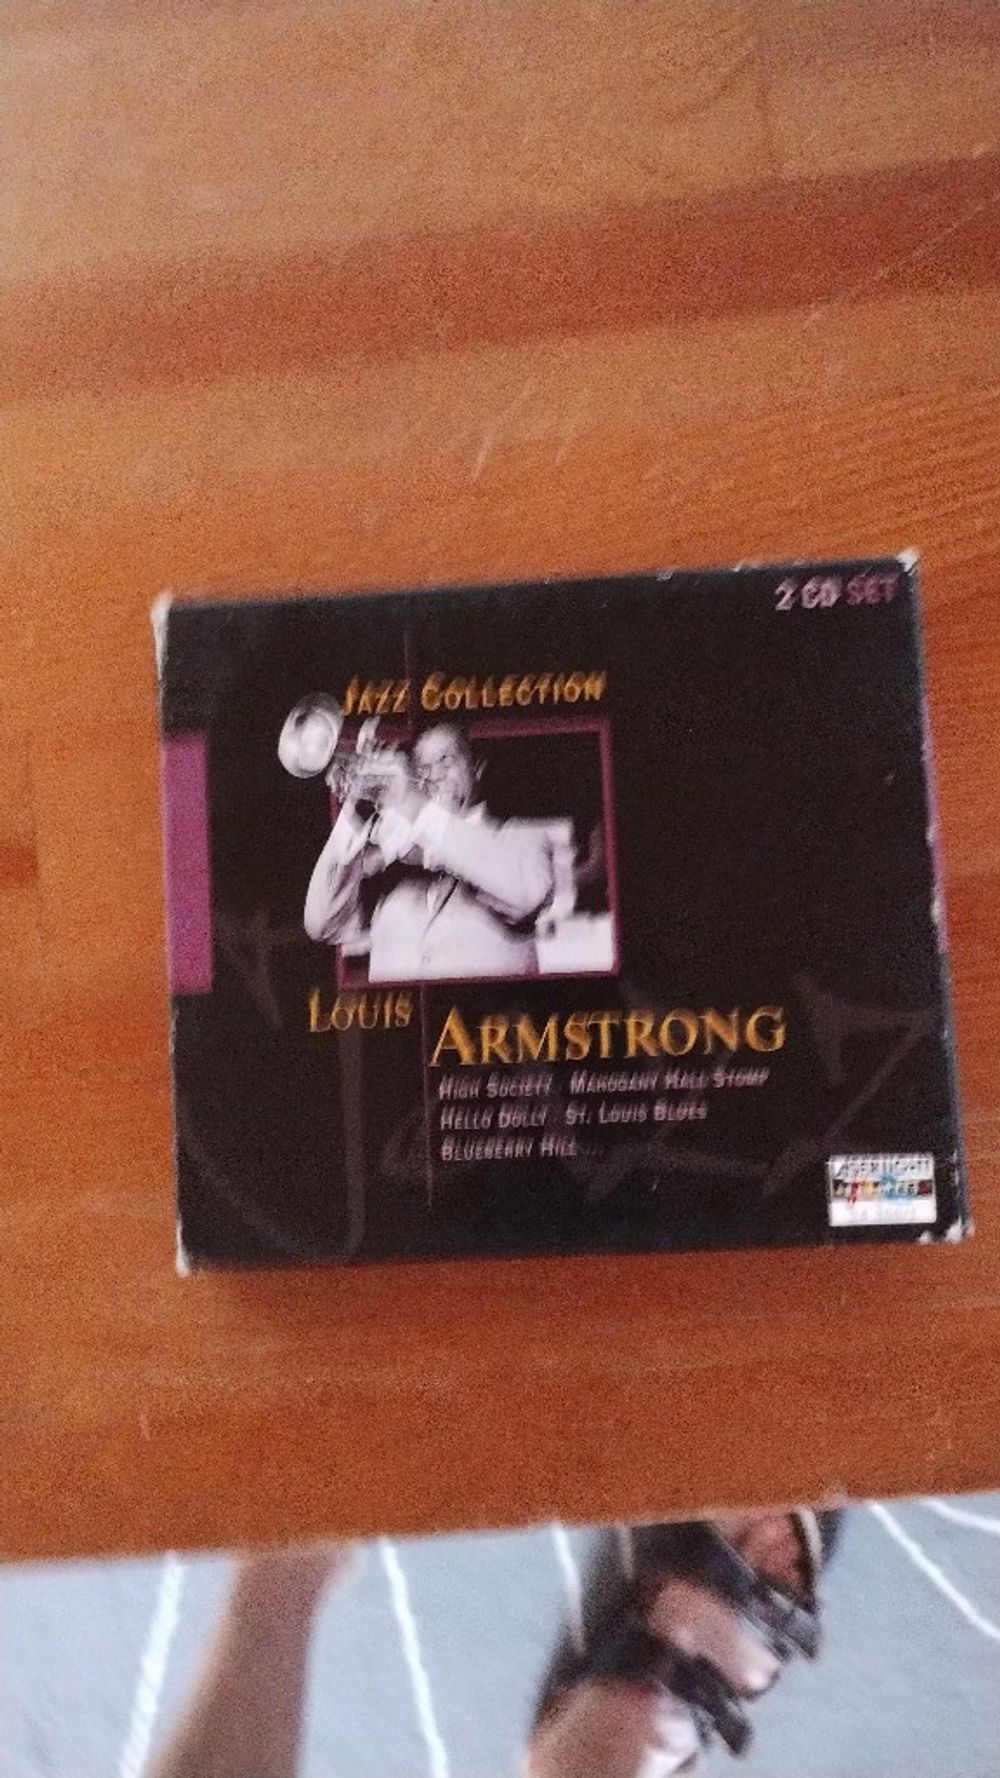 2 CD SET
JAZZ COLLECTION
LOUIS
ARMSTRONG
HIGH SOCIETY MAHOGANY HALL STOMP
HELLO DOLLY ST. LOUIS BLUES
BLUEBERRY HILL ...
LASERLIGHT